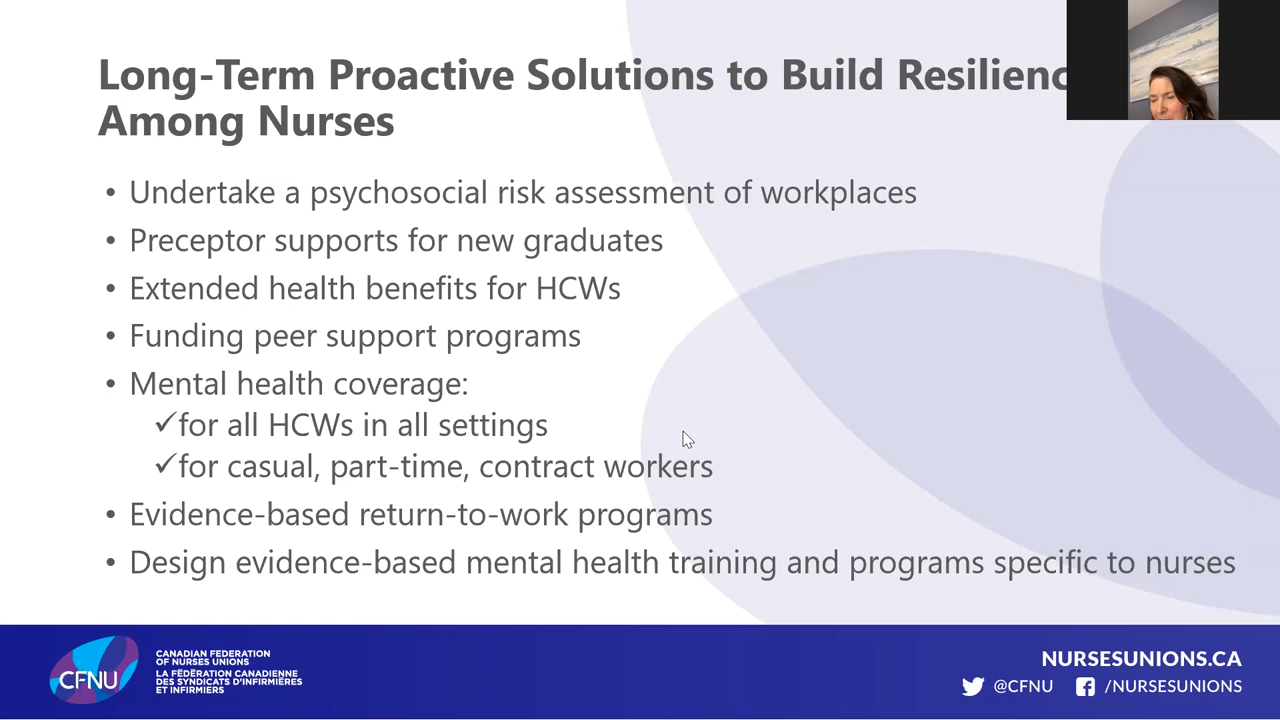 Long-Term Proactive Solutions to Build Resilienc
Among Nurses
• Undertake a psychosocial risk assessment of workplaces
• Preceptor supports for new graduates
• Extended health benefits for HCWs
• Funding peer support programs
• Mental health coverage:
✓for all HCWs in all settings
✓for casual, part-time, contract workers
• Evidence-based return-to-work programs
• Design evidence-based mental health training and programs specific to nurses
CFNU
CANADIAN FEDERATION
OF NURSES UNIONS
LA FÉDÉRATION CANADIENNE
DES SYNDICATS D'INFIRMIÈRES
ET INFIRMIERS
NURSESUNIONS.CA
@CFNU /NURSESUNIONS